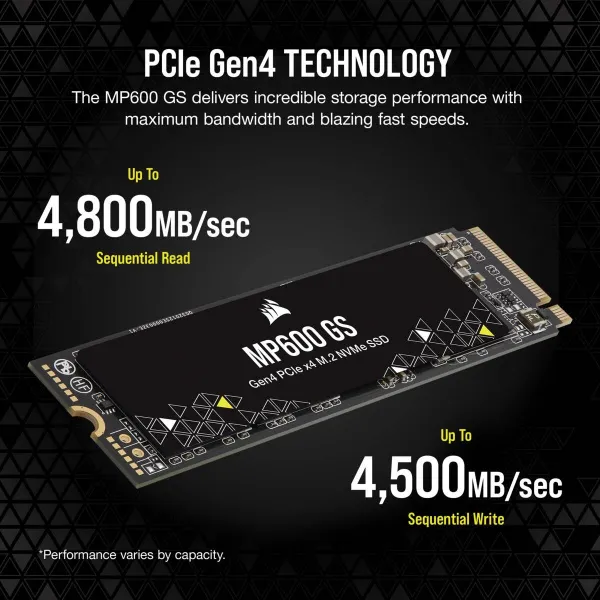 PCIe Gen4 TECHNOLOGY
The MP600 GS delivers incredible storage performance with
maximum bandwidth and blazing fast speeds.
Up To
4,800MB/sec
Sequential Read
MP600 GS
Gen4 PCIe x4 M.2 NVMe SSD
HF
Up To
4,500MB/sec
Sequential Write
*Performance varies by capacity.